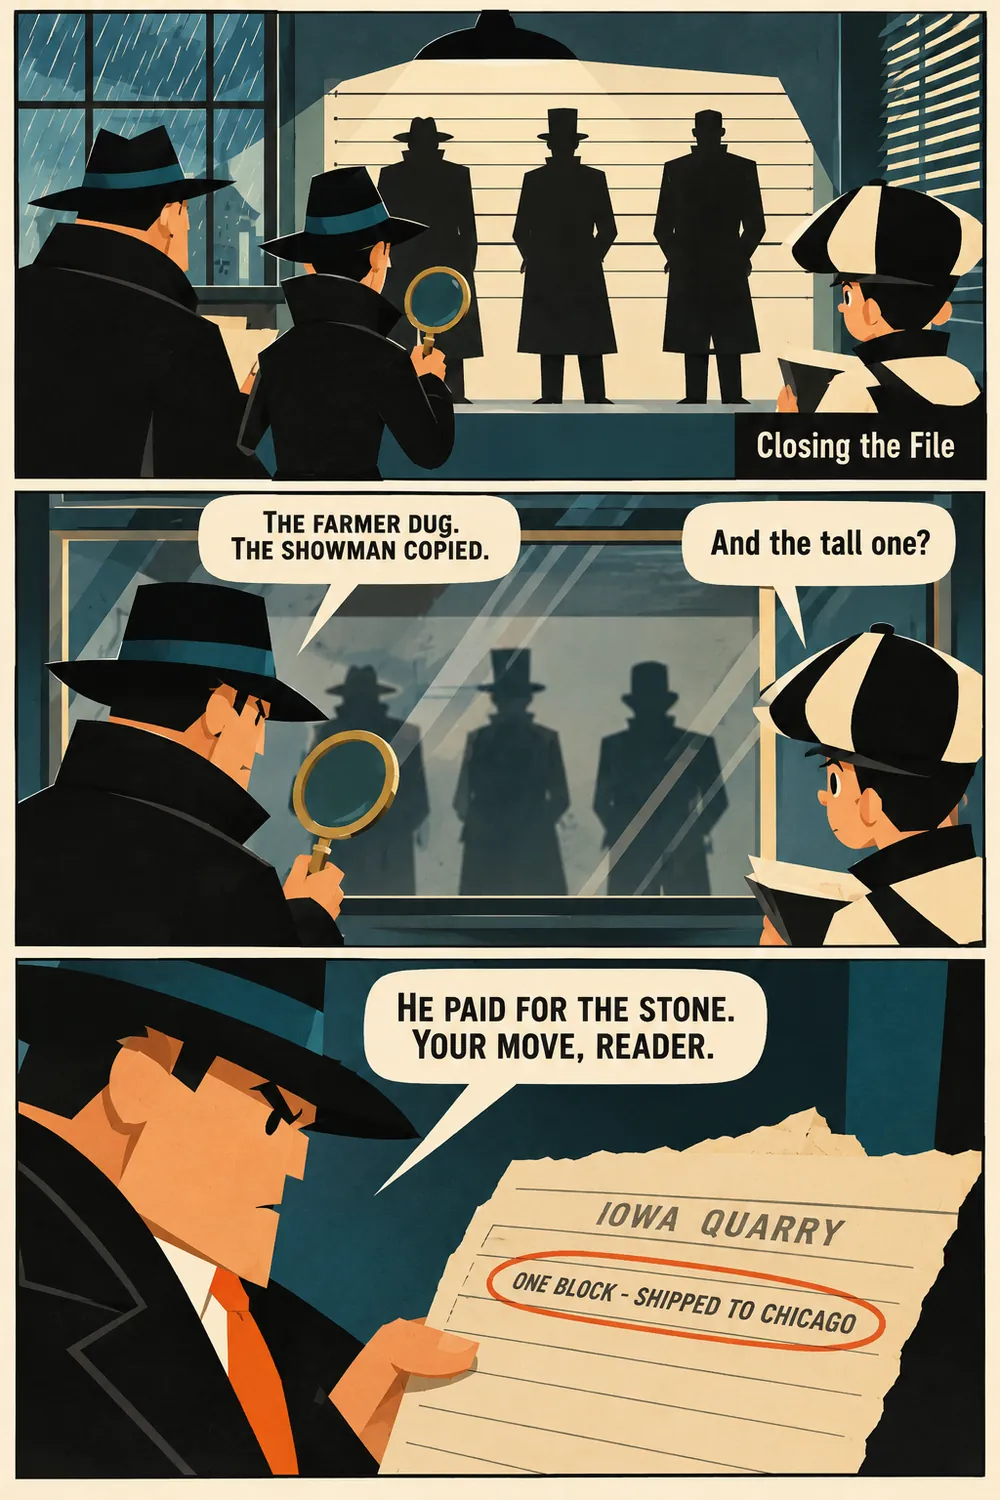 Closing the File
THE FARMER DUG.
THE SHOWMAN COPIED.
And the tall one?
HE PAID FOR THE STONE.
YOUR MOVE, READER.
IOWA QUARRY
ONE BLOCK - SHIPPED TO CHICAGO